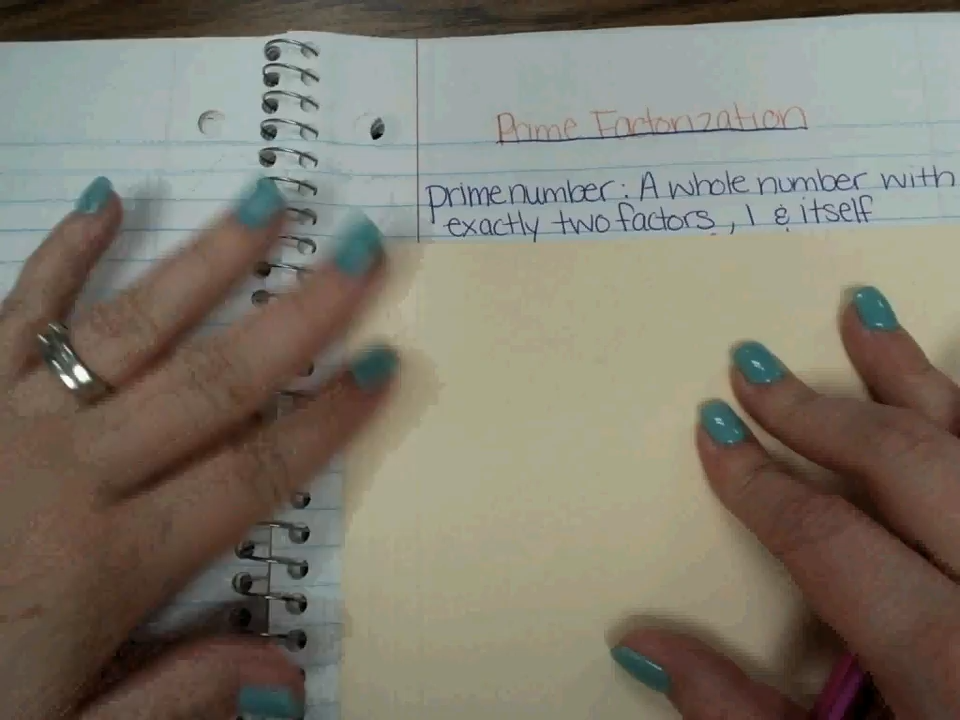 Prime Factorization
prime number: A whole number with
exactly two factors, 1 & itself